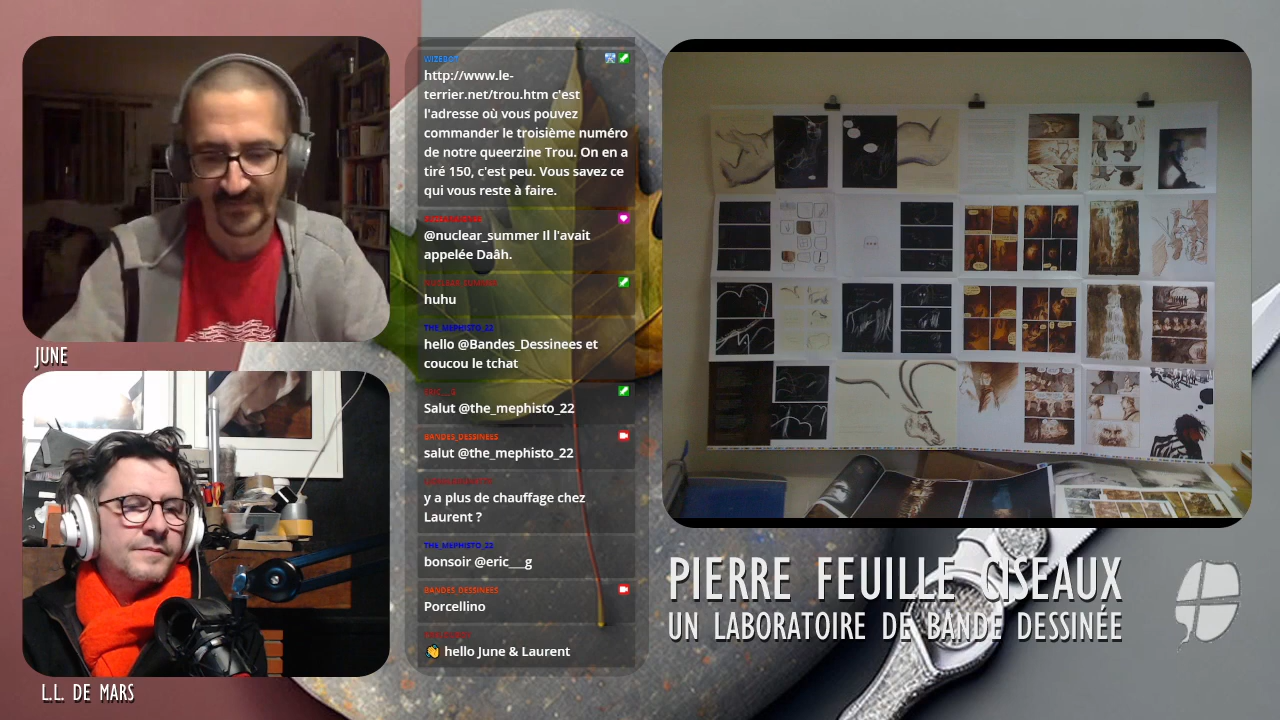 JUNE
L.L. DE MARS
WIZEBOT
http://www.le-
terrier.net/trou.htm c'est
l'adresse où vous pouvez
commander le troisième numéro
de notre queerzine Trou. On en a
tiré 150, c'est peu. Vous savez ce
qui vous reste à faire.
@nuclear_summer Il l'avait
appelée Daâh.
NUCLEAR_SUMMER
huhu
THE_MEPHISTO_22
hello @Bandes_Dessinees et
coucou le tchat
ERIC__G
Salut @the_mephisto_22
BANDES_DESSINEES
salut @the_mephisto_22
y a plus de chauffage chez
Laurent ?
THE_MEPHISTO_22
bonsoir @eric__g
BANDES_DESSINEES
Porcellino
hello June & Laurent
PIERRE FEUILLE CISEAUX
UN LABORATOIRE DE BANDE DESSINÉE